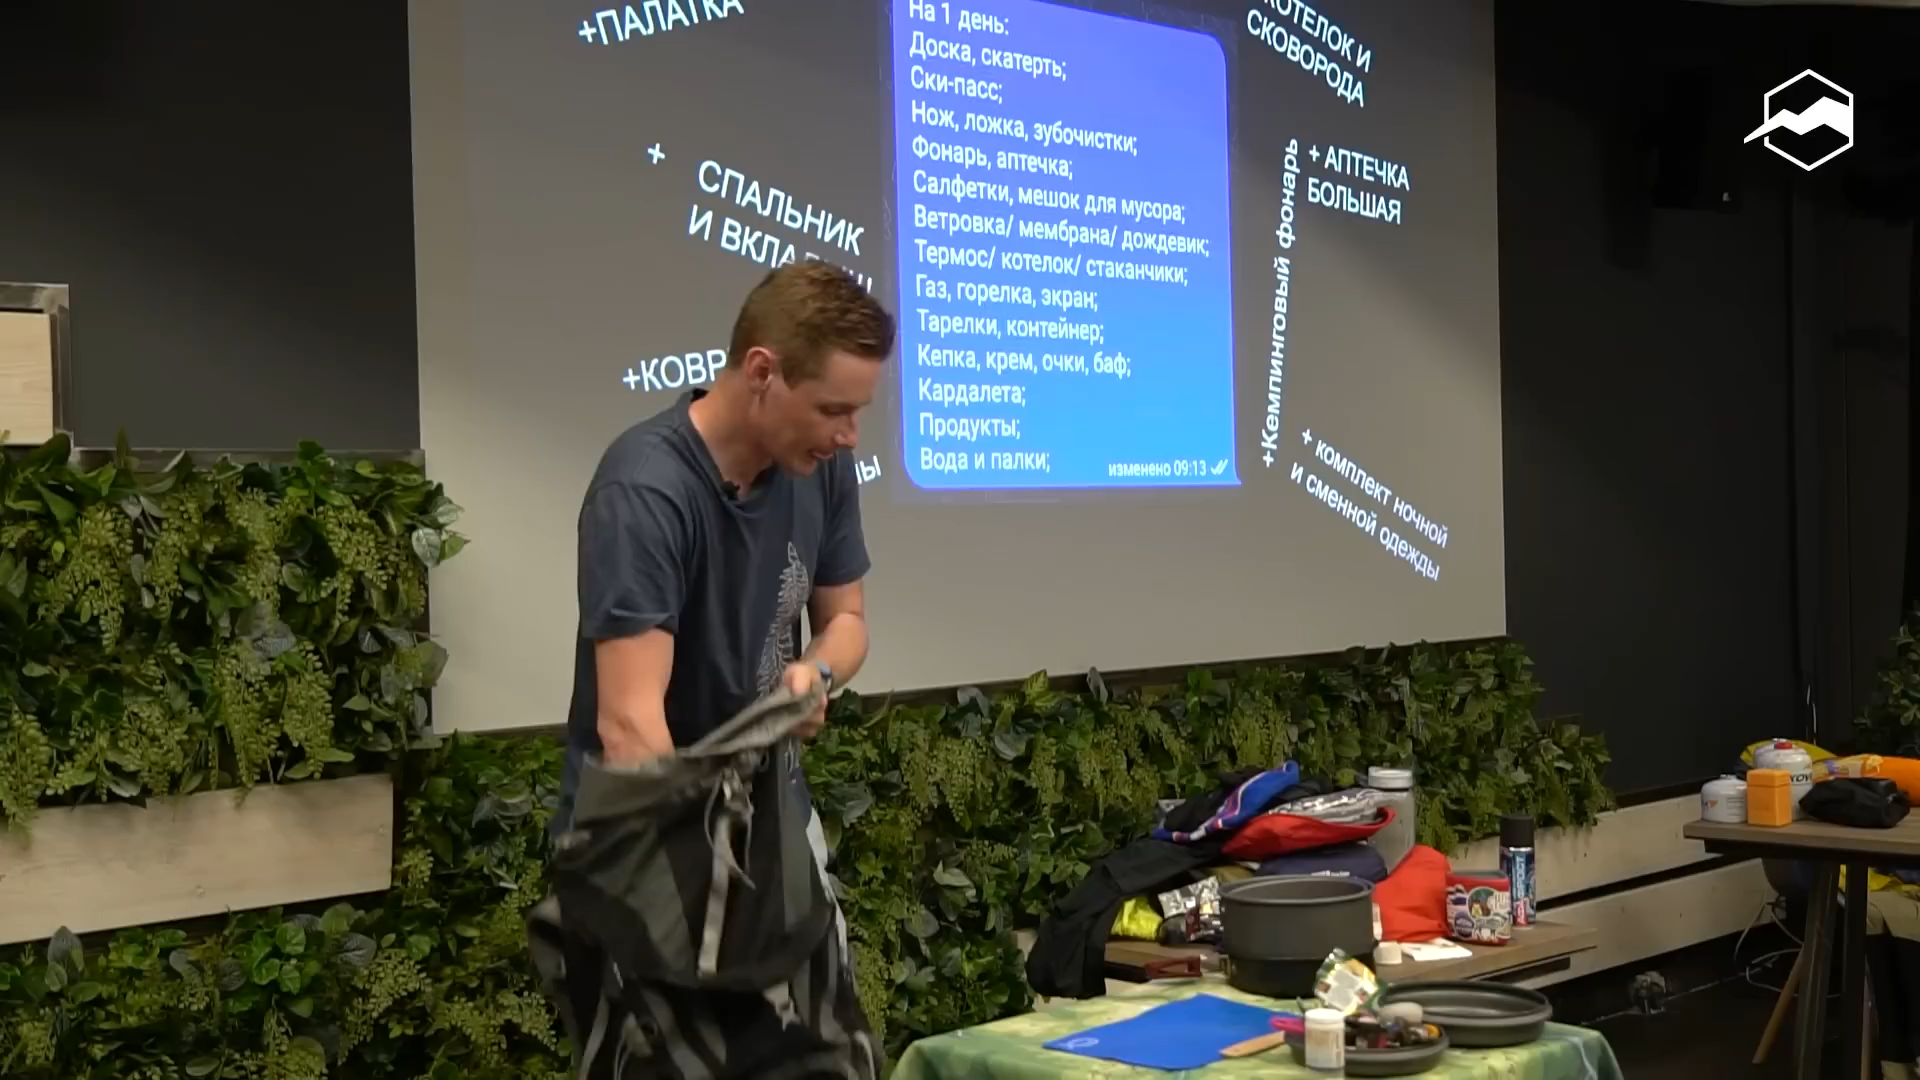 +ПАЛАТКА
+ СПАЛЬНИК
И ВКЛАДЫШ
На 1 день:
Доска, скатерть;
Ски-пасс;
Нож, ложка, зубочистки;
Фонарь, аптечка;
Салфетки, мешок для мусора;
Ветровка/ мембрана/ дождевик;
Термос/ котелок/ стаканчики;
Газ, горелка, экран;
Тарелки, контейнер;
Кепка, крем, очки, баф;
Кардалета;
Продукты;
Вода и палки;
изменено 09:13
КОТЕЛОК И
СКОВОРОДА
+ АПТЕЧКА
БОЛЬШАЯ
+Кемпинговый фонарь
+ комплект ночной
и сменной одежды